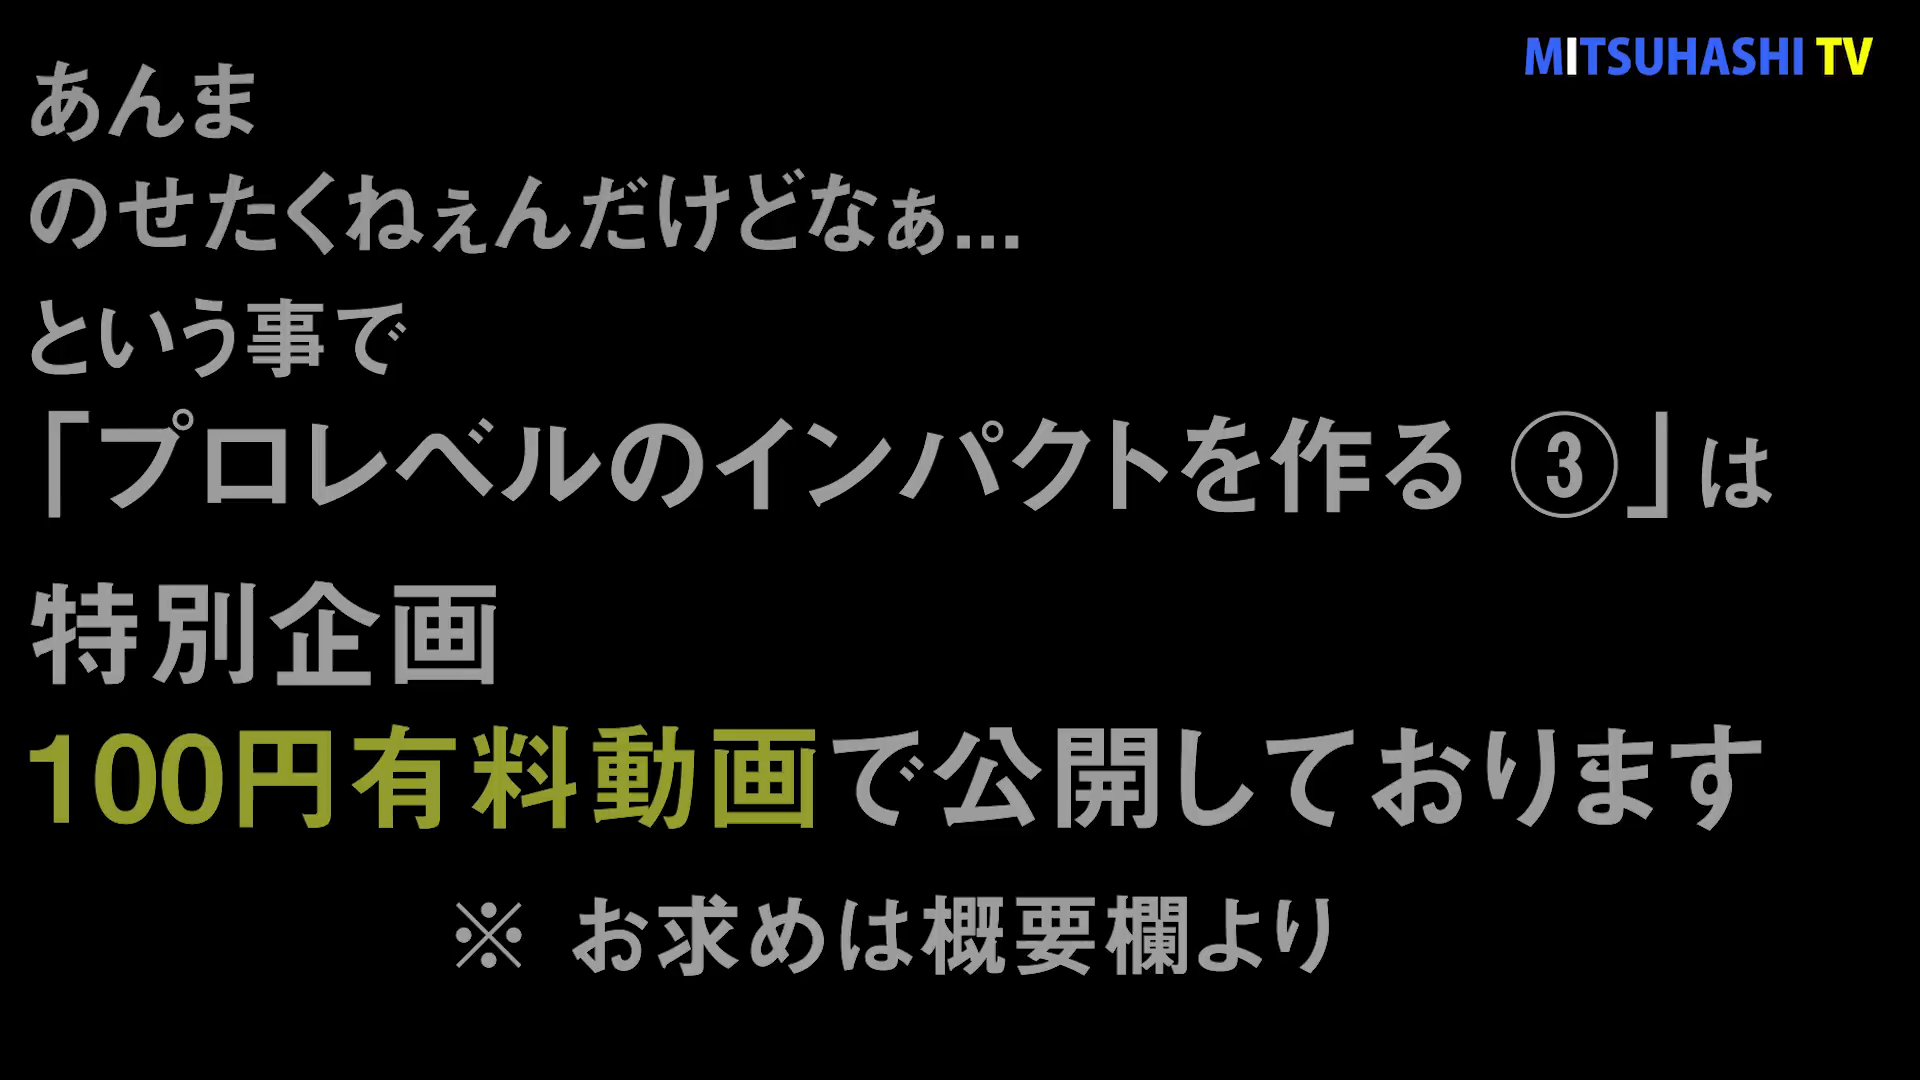 MITSUHASHI TV
あんま
のせたくねぇんだけどなぁ...
という事で
「プロレベルのインパクトを作る ③」は
特別企画
100円有料動画で公開しております
※ お求めは概要欄より